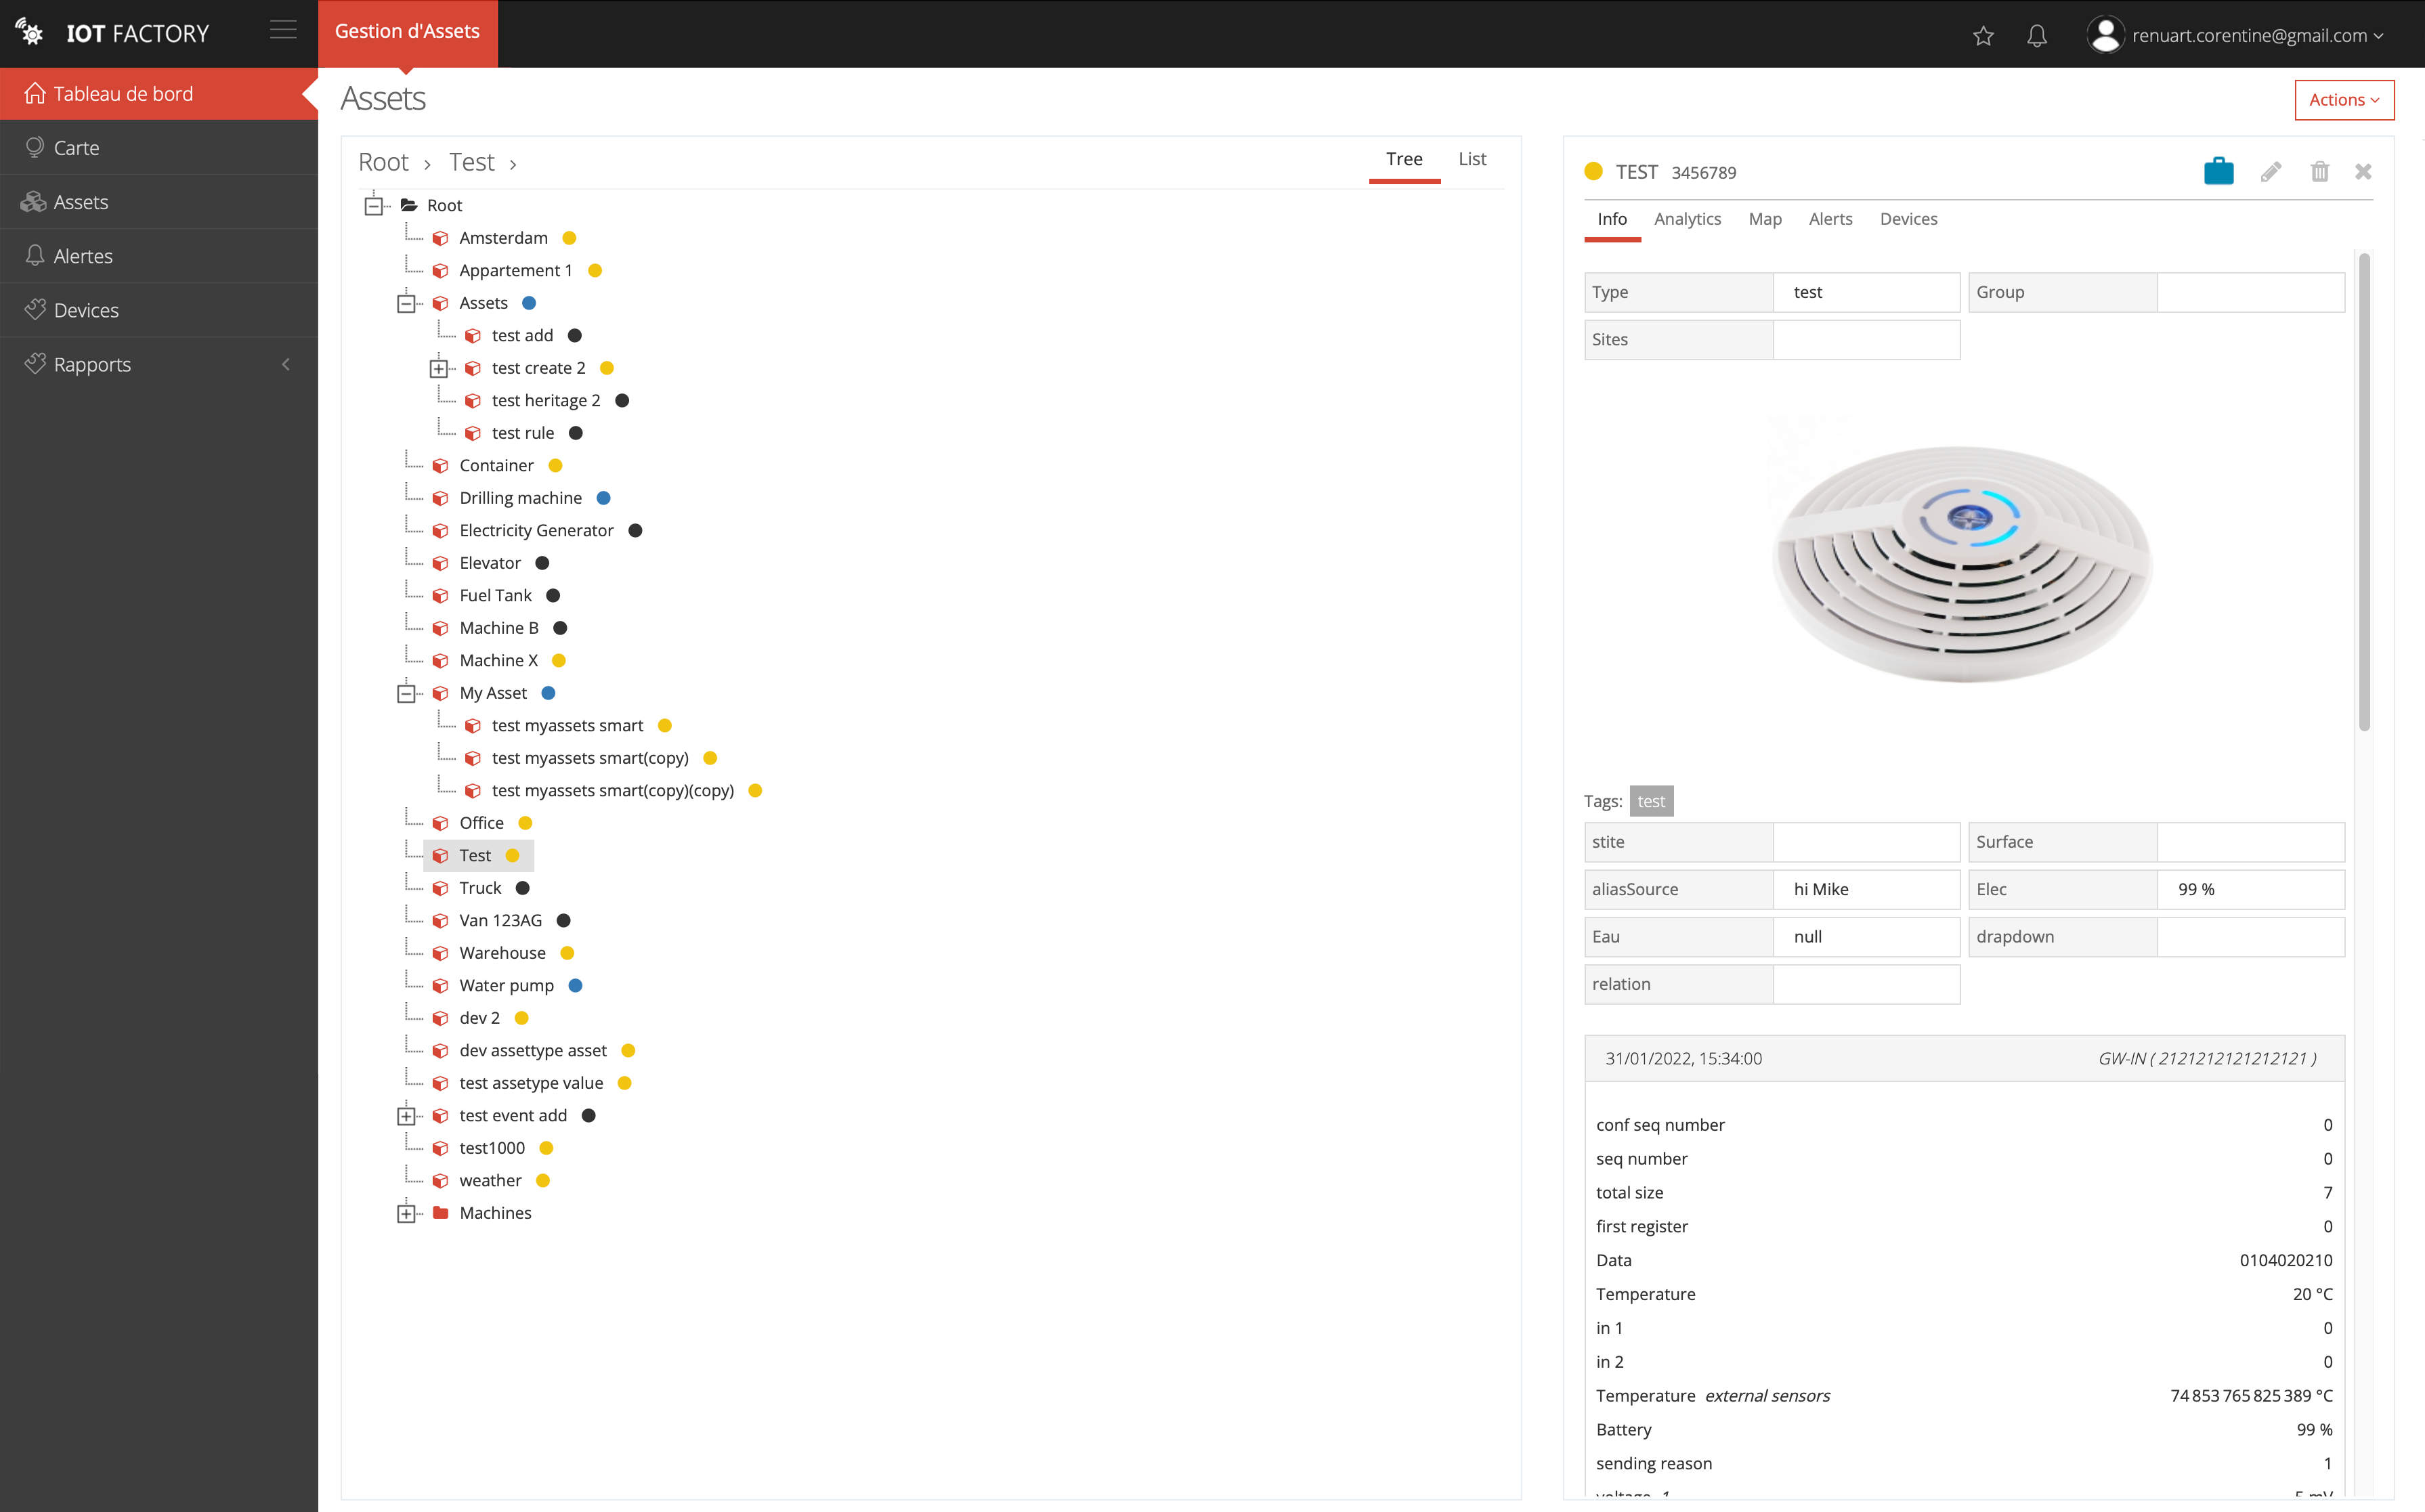 IOT FACTORY
Gestion d'Assets
renuart.corentine@gmail.com
Tableau de bord
Carte
Assets
Alertes
Devices
Rapports
Assets
Actions
Root › Test ›
Tree List
Root
Amsterdam
Appartement 1
Assets
test add
test create 2
test heritage 2
test rule
Container
Drilling machine
Electricity Generator
Elevator
Fuel Tank
Machine B
Machine X
My Asset
test myassets smart
test myassets smart(copy)
test myassets smart(copy)(copy)
Office
Test
Truck
Van 123AG
Warehouse
Water pump
dev 2
dev assettype asset
test assetype value
test event add
test1000
weather
Machines
TEST 3456789
Info Analytics Map Alerts Devices
Type test Group
Sites
Tags: test
stite Surface
aliasSource hi Mike Elec 99 %
Eau null drapdown
relation
31/01/2022, 15:34:00 GW-IN ( 2121212121212121 )
conf seq number 0
seq number 0
total size 7
first register 0
Data 0104020210
Temperature 20 °C
in 1 0
in 2 0
Temperature external sensors 74 853 765 825 389 °C
Battery 99 %
sending reason 1
voltage 1 5 mV